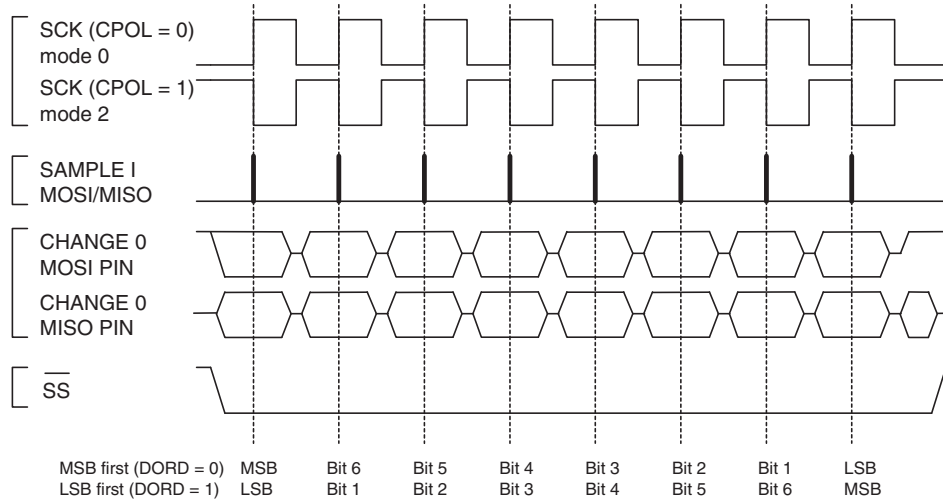 SCK (CPOL = 0)
mode 0
SCK (CPOL = 1)
mode 2
SAMPLE I
MOSI/MISO
CHANGE 0
MOSI PIN
CHANGE 0
MISO PIN
SS
MSB first (DORD = 0) MSB Bit 6 Bit 5 Bit 4 Bit 3 Bit 2 Bit 1 LSB
LSB first (DORD = 1) LSB Bit 1 Bit 2 Bit 3 Bit 4 Bit 5 Bit 6 MSB